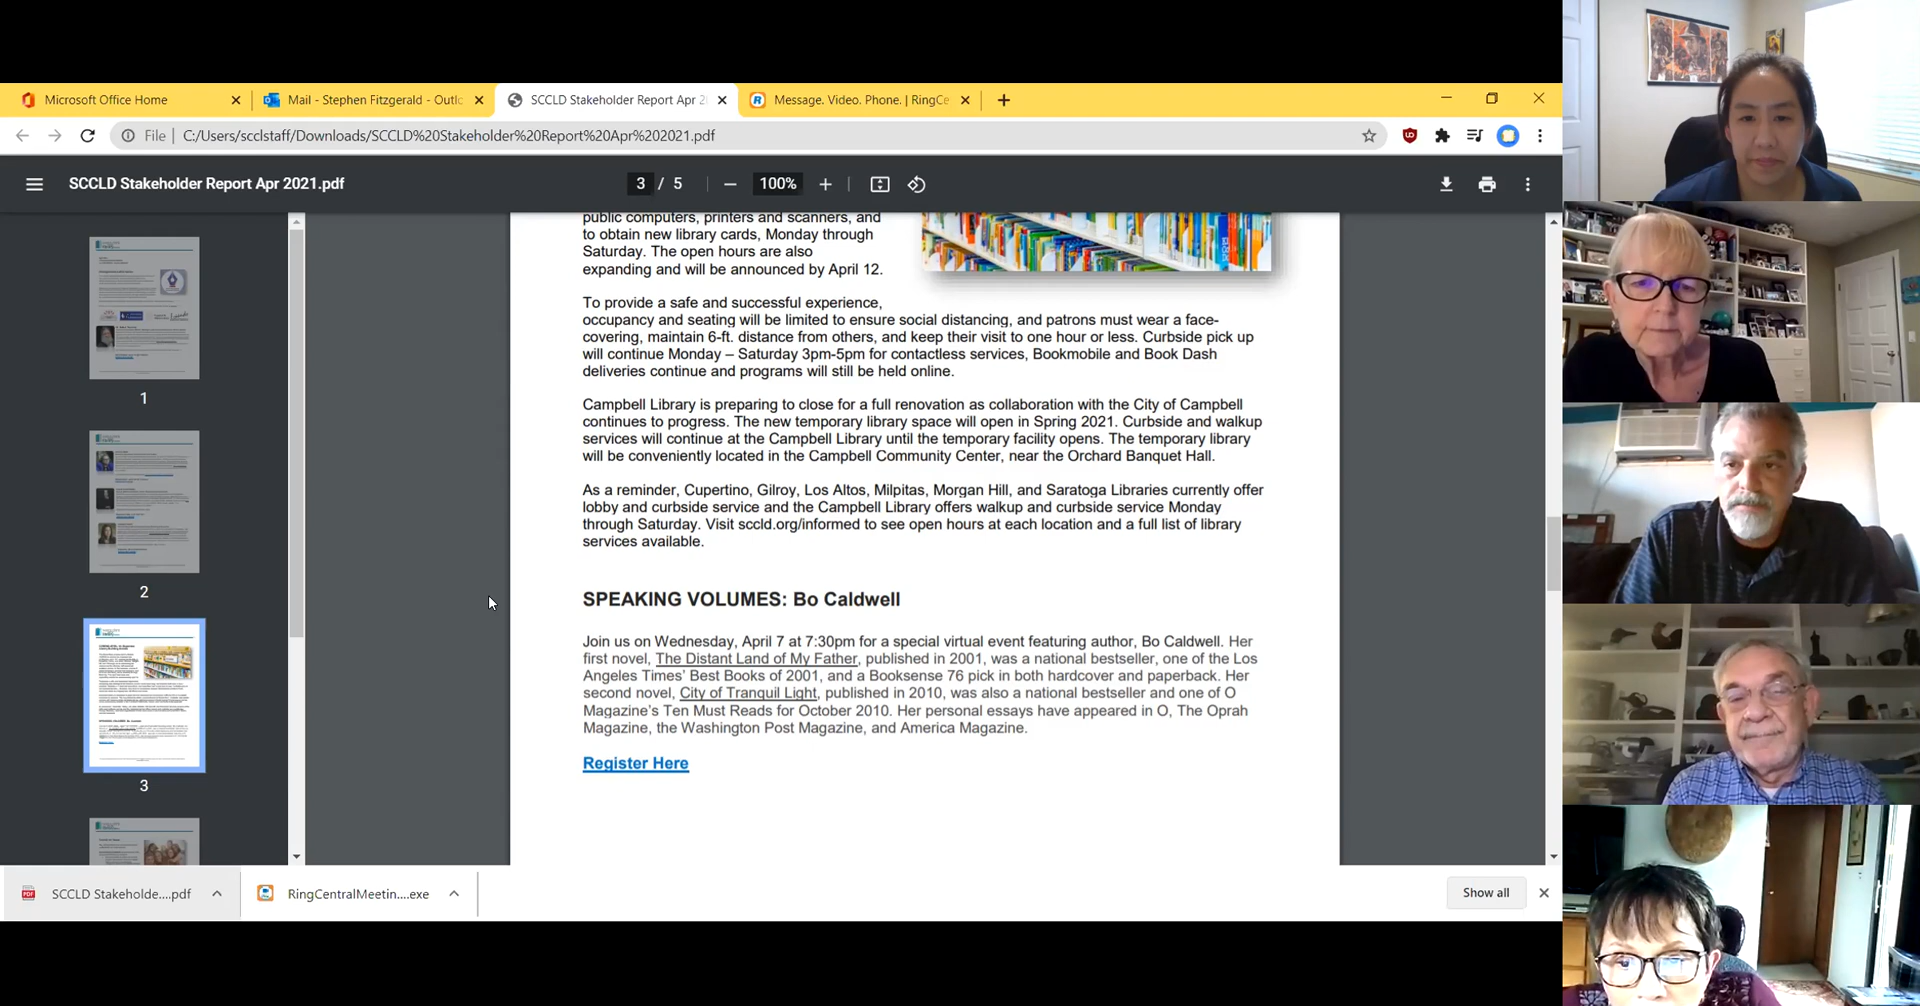 Microsoft Office Home
Mail - Stephen Fitzgerald - Outlo
SCCLD Stakeholder Report Apr 2
Message. Video. Phone. | RingCe
File
C:/Users/scclstaff/Downloads/SCCLD%20Stakeholder%20Report%20Apr%202021.pdf
SCCLD Stakeholder Report Apr 2021.pdf
3 / 5
100%
1
2
3
public computers, printers and scanners, and
to obtain new library cards, Monday through
Saturday. The open hours are also
expanding and will be announced by April 12.
To provide a safe and successful experience,
occupancy and seating will be limited to ensure social distancing, and patrons must wear a face-
covering, maintain 6-ft. distance from others, and keep their visit to one hour or less. Curbside pick up
will continue Monday – Saturday 3pm-5pm for contactless services, Bookmobile and Book Dash
deliveries continue and programs will still be held online.
Campbell Library is preparing to close for a full renovation as collaboration with the City of Campbell
continues to progress. The new temporary library space will open in Spring 2021. Curbside and walkup
services will continue at the Campbell Library until the temporary facility opens. The temporary library
will be conveniently located in the Campbell Community Center, near the Orchard Banquet Hall.
As a reminder, Cupertino, Gilroy, Los Altos, Milpitas, Morgan Hill, and Saratoga Libraries currently offer
lobby and curbside service and the Campbell Library offers walkup and curbside service Monday
through Saturday. Visit sccld.org/informed to see open hours at each location and a full list of library
services available.
SPEAKING VOLUMES: Bo Caldwell
Join us on Wednesday, April 7 at 7:30pm for a special virtual event featuring author, Bo Caldwell. Her
first novel, The Distant Land of My Father, published in 2001, was a national bestseller, one of the Los
Angeles Times' Best Books of 2001, and a Booksense 76 pick in both hardcover and paperback. Her
second novel, City of Tranquil Light, published in 2010, was also a national bestseller and one of O
Magazine's Ten Must Reads for October 2010. Her personal essays have appeared in O, The Oprah
Magazine, the Washington Post Magazine, and America Magazine.
Register Here
SCCLD Stakeholde....pdf
RingCentralMeetin....exe
Show all